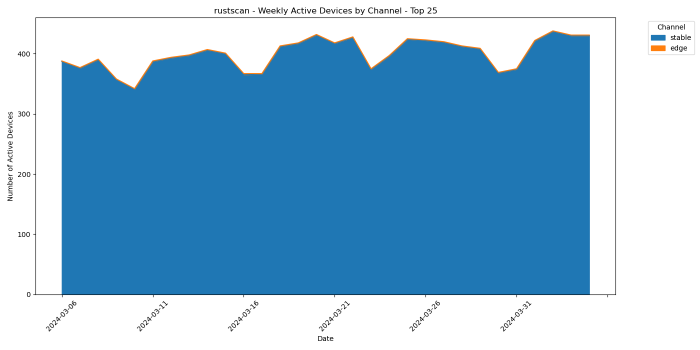 rustscan - Weekly Active Devices by Channel - Top 25
Channel
stable
edge
Number of Active Devices
400
300
200
100
0
2024-03-06
2024-03-11
2024-03-16
2024-03-21
2024-03-26
2024-03-31
Date